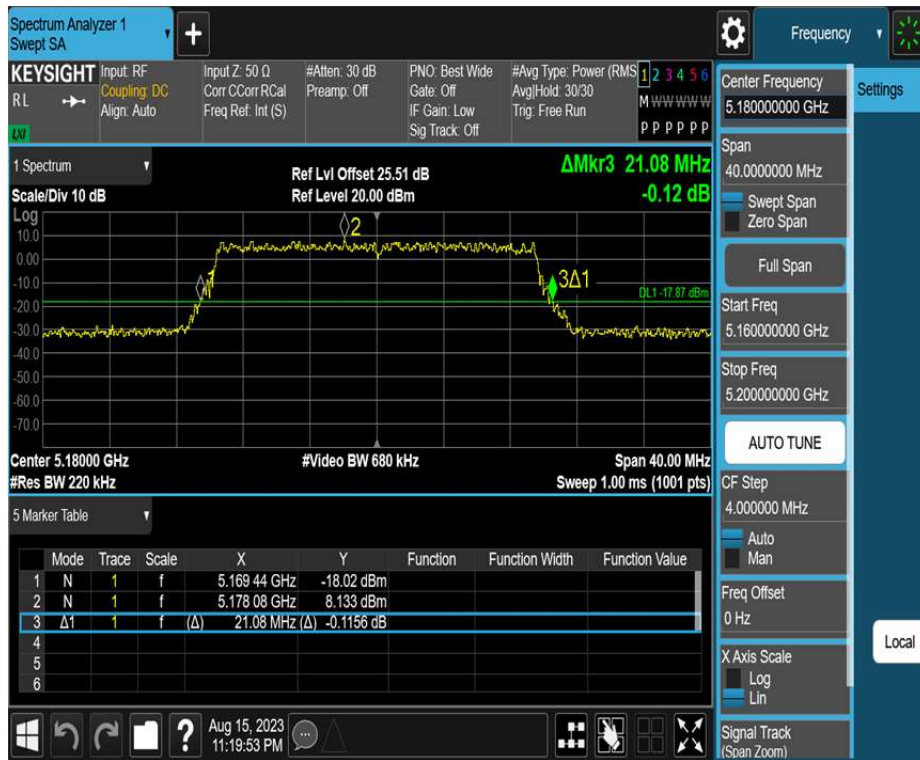 Spectrum Analyzer 1
Swept SA
Frequency
KEYSIGHT
RL
LXI
Input: RF
Coupling: DC
Align: Auto
Input Z: 50 Ω
Corr CCorr RCal
Freq Ref: Int (S)
#Atten: 30 dB
Preamp: Off
PNO: Best Wide
Gate: Off
IF Gain: Low
Sig Track: Off
#Avg Type: Power (RMS
Avg|Hold: 30/30
Trig: Free Run
1 2 3 4 5 6
M W W W W W
P P P P P P
Center Frequency
5.180000000 GHz
Settings
Span
40.0000000 MHz
Swept Span
Zero Span
Full Span
Start Freq
5.160000000 GHz
Stop Freq
5.200000000 GHz
AUTO TUNE
CF Step
4.000000 MHz
Auto
Man
Freq Offset
0 Hz
X Axis Scale
Log
Lin
Local
Signal Track
(Span Zoom)
1 Spectrum
Scale/Div 10 dB
Ref Lvl Offset 25.51 dB
Ref Level 20.00 dBm
ΔMkr3 21.08 MHz
-0.12 dB
Log
10.0
0.00
-10.0
-20.0
-30.0
-40.0
-50.0
-60.0
-70.0
2
1
3Δ1
DL1 -17.87 dBm
Center 5.18000 GHz
#Video BW 680 kHz
Span 40.00 MHz
#Res BW 220 kHz
Sweep 1.00 ms (1001 pts)
5 Marker Table
Mode Trace Scale X Y Function Function Width Function Value
1 N 1 f 5.169 44 GHz -18.02 dBm
2 N 1 f 5.178 08 GHz 8.133 dBm
3 Δ1 1 f (Δ) 21.08 MHz (Δ) -0.1156 dB
4
5
6
?
Aug 15, 2023
11:19:53 PM